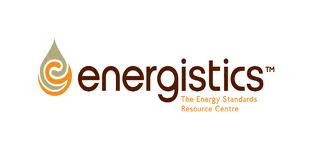 energistics™
The Energy Standards
Resource Centre